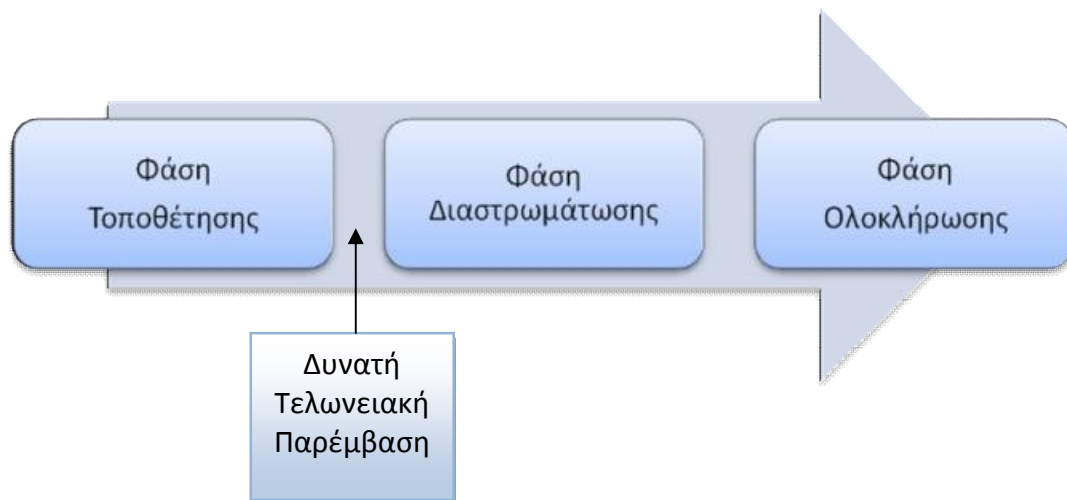 Φάση
Τοποθέτησης
Φάση
Διαστρωμάτωσης
Φάση
Ολοκλήρωσης
Δυνατή
Τελωνειακή
Παρέμβαση